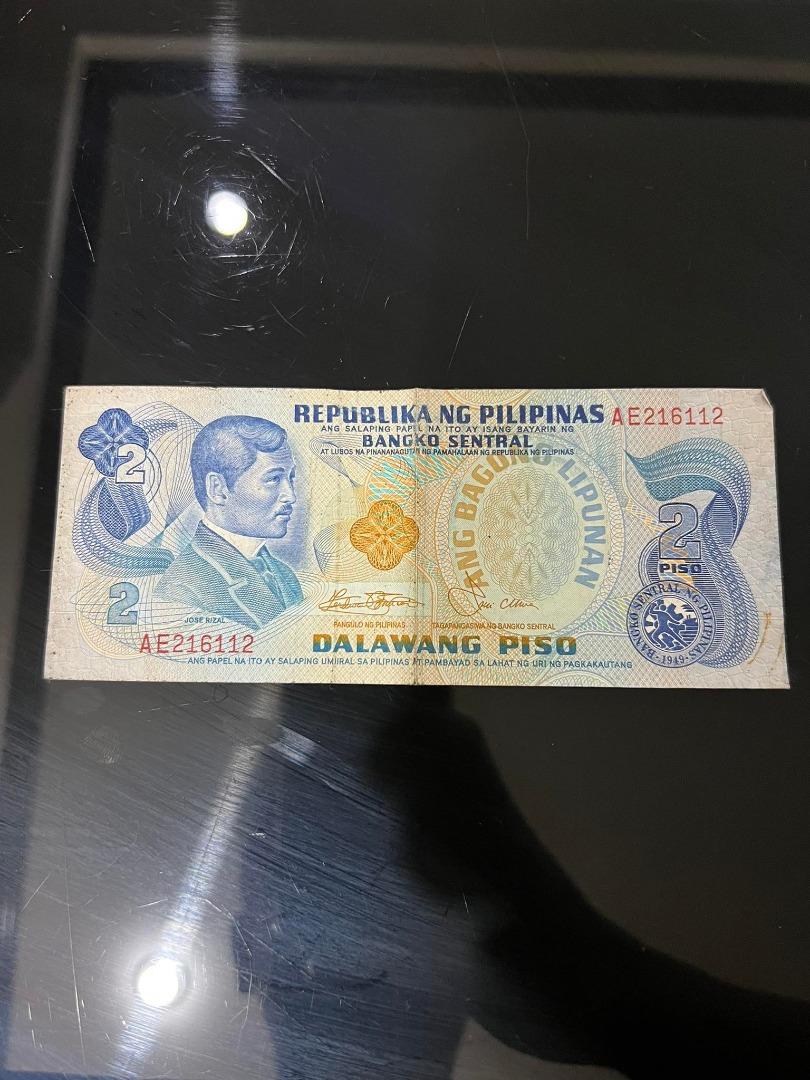 REPUBLIKA NG PILIPINAS AE216112
ANG SALAPING PAPEL NA ITO AY ISANG BAYARIN NG
BANGKO SENTRAL
AT LUBOS NA PINANANAGUTAN NG PAMAHALAAN NG REPUBLIKA NG PILIPINAS
2
ANG BAGONG LIPUNAN
2
PISO
2
JOSE RIZAL
PANGULO NG PILIPINAS TAGAPANGASIWA NG BANGKO SENTRAL
BANGKO SENTRAL NG PILIPINAS
·1949·
AE216112 DALAWANG PISO
ANG PAPEL NA ITO AY SALAPING UMIIRAL SA PILIPINAS AT PAMBAYAD SA LAHAT NG URI NG PAGKAKAUTANG